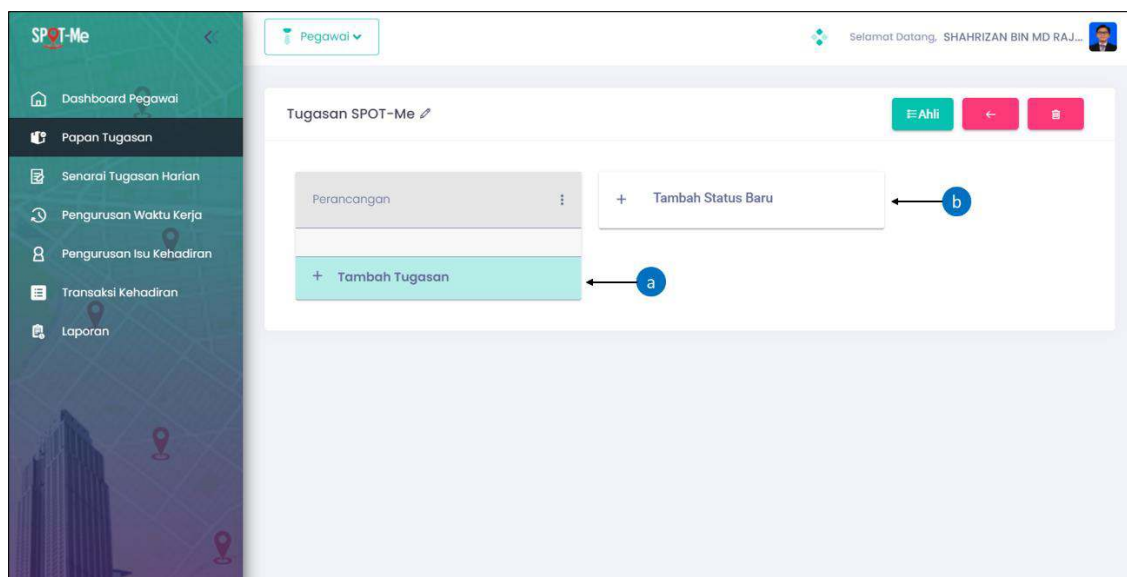 SPOT-Me
Pegawai
Selamat Datang, SHAHRIZAN BIN MD RAJ...
Dashboard Pegawai
Papan Tugasan
Senarai Tugasan Harian
Pengurusan Waktu Kerja
Pengurusan Isu Kehadiran
Transaksi Kehadiran
Laporan
Tugasan SPOT-Me
Ahli
Perancangan
+ Tambah Status Baru
b
+ Tambah Tugasan
a